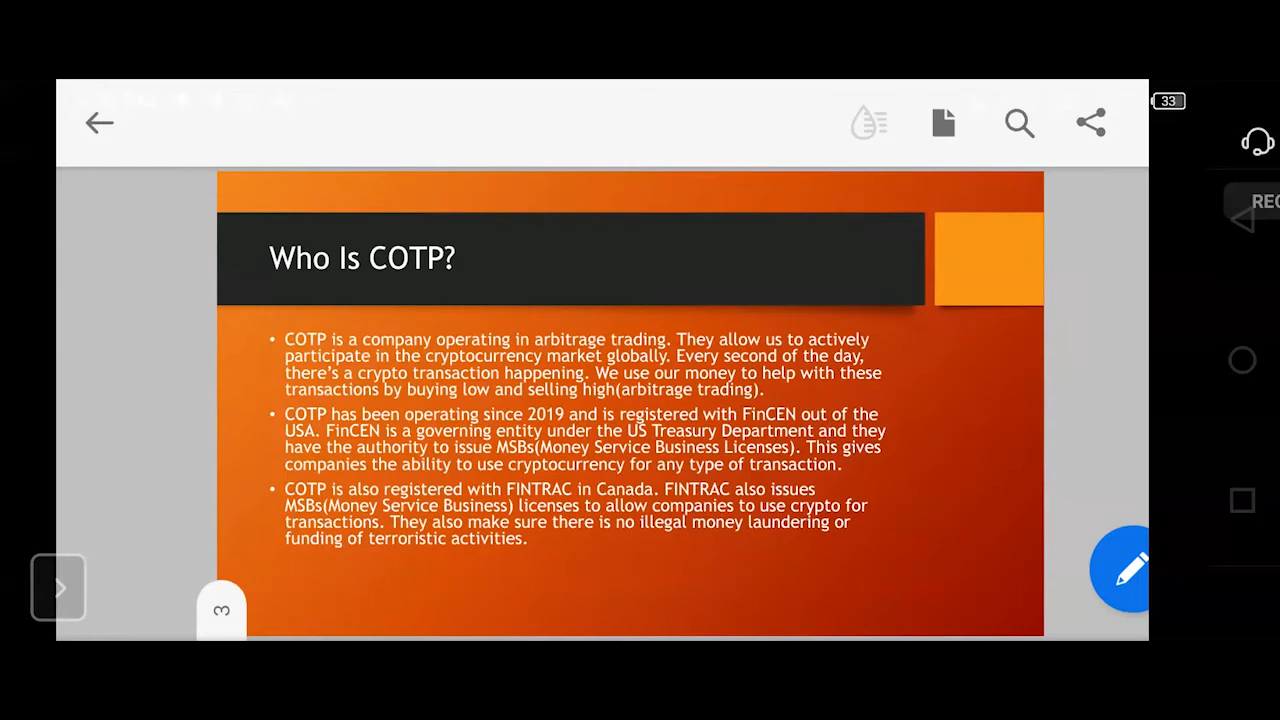 33
REC
Who Is COTP?
• COTP is a company operating in arbitrage trading. They allow us to actively
participate in the cryptocurrency market globally. Every second of the day,
there's a crypto transaction happening. We use our money to help with these
transactions by buying low and selling high(arbitrage trading).
• COTP has been operating since 2019 and is registered with FinCEN out of the
USA. FinCEN is a governing entity under the US Treasury Department and they
have the authority to issue MSBs(Money Service Business Licenses). This gives
companies the ability to use cryptocurrency for any type of transaction.
• COTP is also registered with FINTRAC in Canada. FINTRAC also issues
MSBs(Money Service Business) licenses to allow companies to use crypto for
transactions. They also make sure there is no illegal money laundering or
funding of terroristic activities.
3